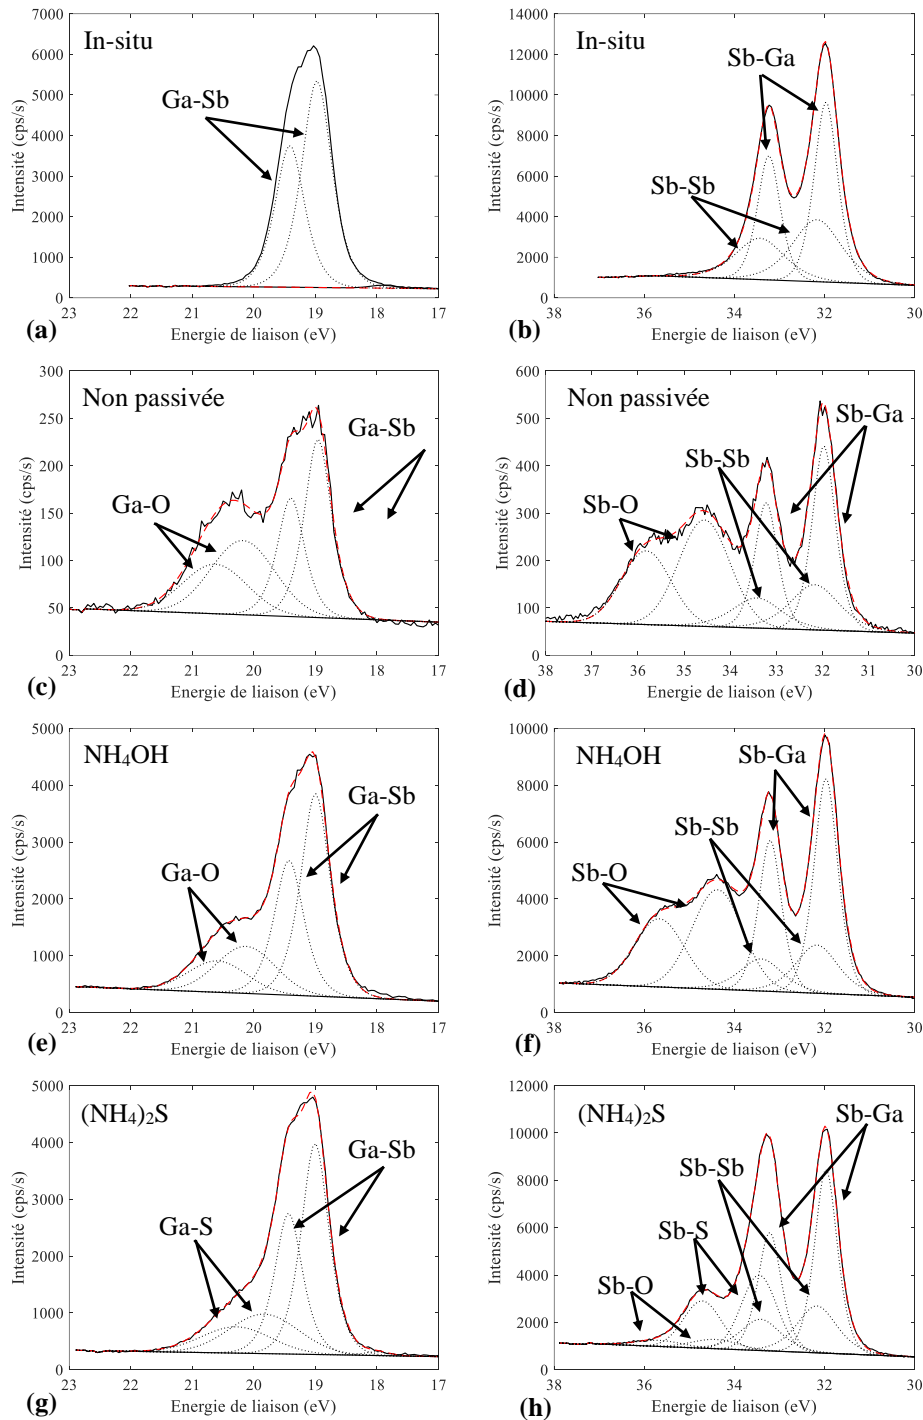 In-situ
Ga-Sb
Intensité (cps/s)
7000
6000
5000
4000
3000
2000
1000
0
23 22 21 20 19 18 17
Energie de liaison (eV)
(a)
In-situ
Sb-Ga
Sb-Sb
Intensité (cps/s)
14000
12000
10000
8000
6000
4000
2000
0
38 36 34 32 30
Energie de liaison (eV)
(b)
Non passivée
Ga-Sb
Ga-O
Intensité (cps/s)
300
250
200
150
100
50
0
23 22 21 20 19 18 17
Energie de liaison (eV)
(c)
Non passivée
Sb-Ga
Sb-Sb
Sb-O
Intensité (cps/s)
600
500
400
300
200
100
0
38 37 36 35 34 33 32 31 30
Energie de liaison (eV)
(d)
NH₄OH
Ga-Sb
Ga-O
Intensité (cps/s)
5000
4000
3000
2000
1000
0
23 22 21 20 19 18 17
Energie de liaison (eV)
(e)
NH₄OH
Sb-Ga
Sb-Sb
Sb-O
Intensité (cps/s)
10000
8000
6000
4000
2000
0
38 36 34 32 30
Energie de liaison (eV)
(f)
(NH₄)₂S
Ga-Sb
Ga-S
Intensité (cps/s)
5000
4000
3000
2000
1000
0
23 22 21 20 19 18 17
Energie de liaison (eV)
(g)
(NH₄)₂S
Sb-Ga
Sb-Sb
Sb-S
Sb-O
Intensité (cps/s)
12000
10000
8000
6000
4000
2000
0
38 36 34 32 30
Energie de liaison (eV)
(h)